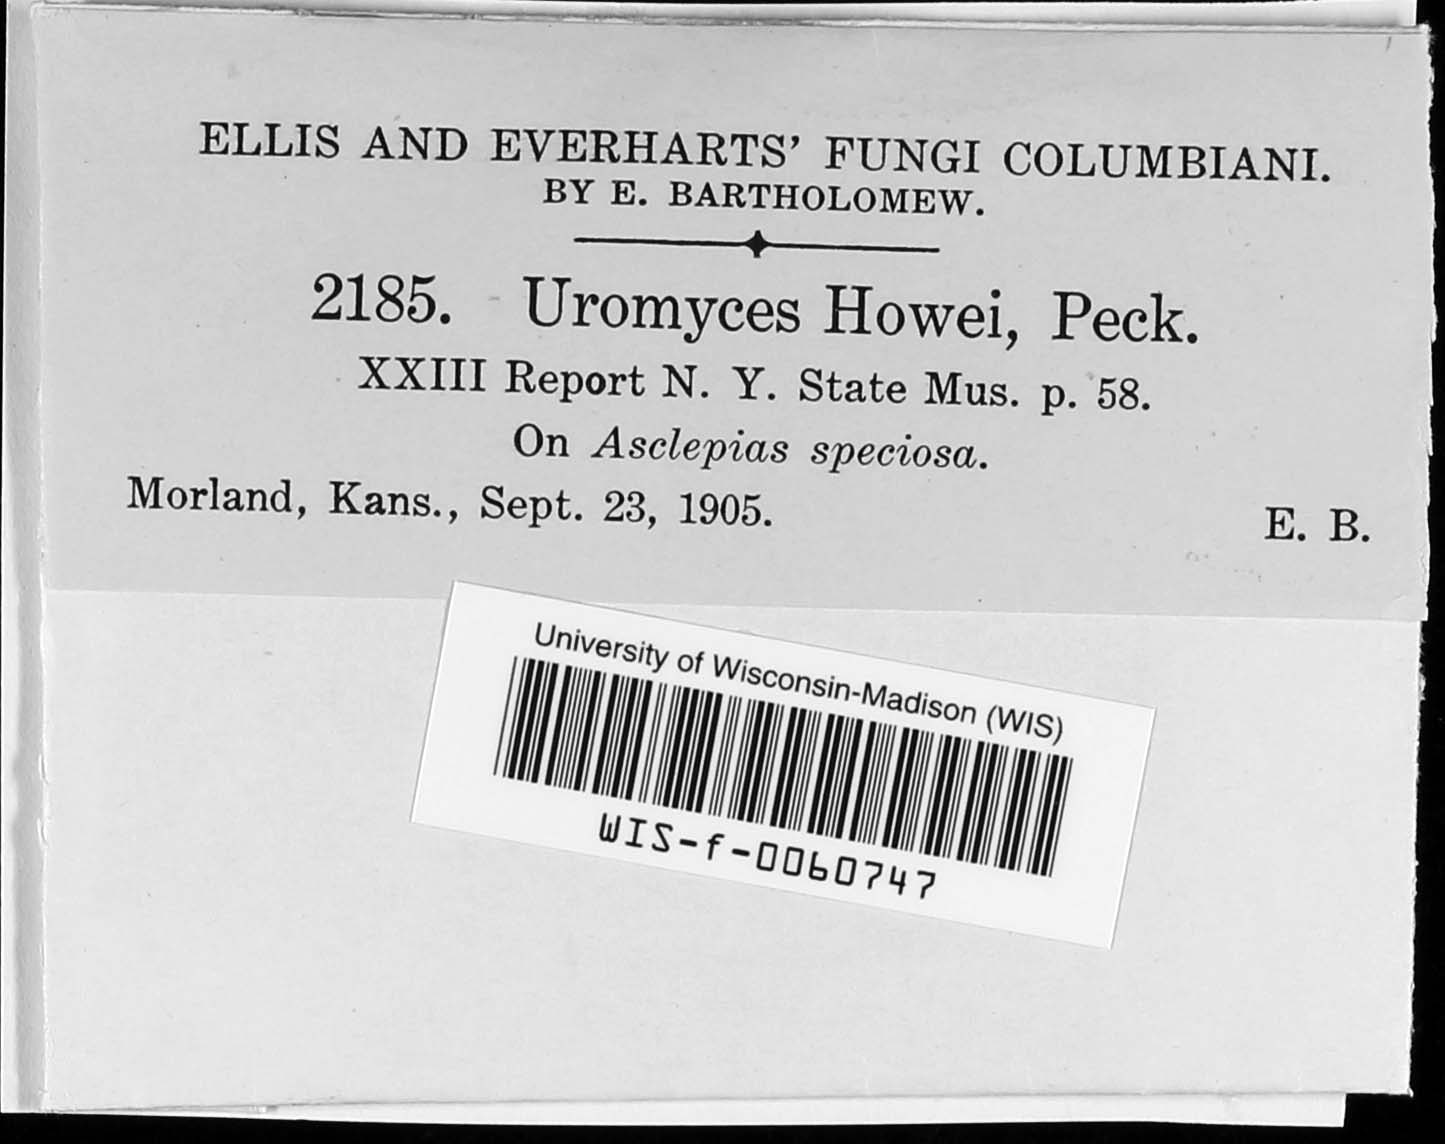 ELLIS AND EVERHARTS' FUNGI COLUMBIANI.
BY E. BARTHOLOMEW.
2185. Uromyces Howei, Peck.
XXIII Report N. Y. State Mus. p. 58.
On Asclepias speciosa.
Morland, Kans., Sept. 23, 1905. E. B.
University of Wisconsin-Madison (WIS)
WIS-f-0060747